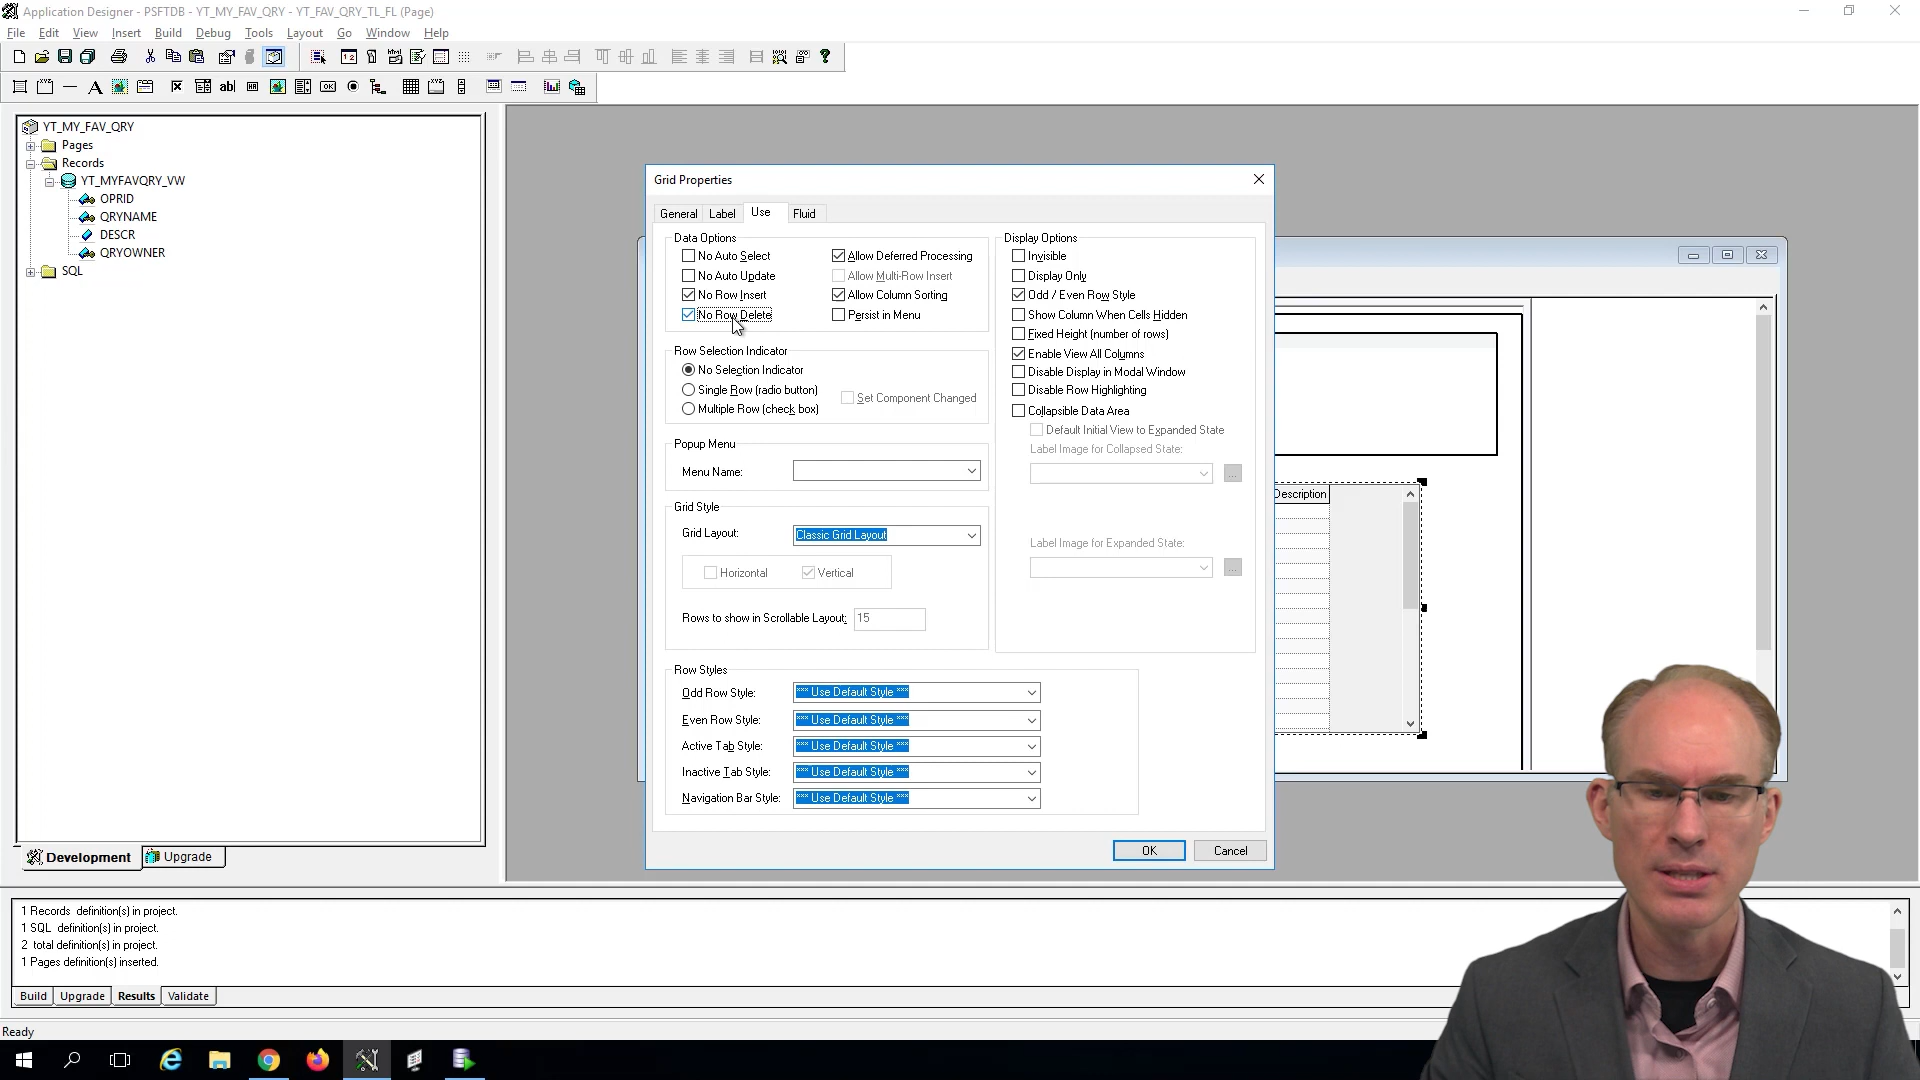 Application Designer - PSFTDB - YT_MY_FAV_QRY - YT_FAV_QRY_TL_FL (Page)
File Edit View Insert Build Debug Tools Layout Go Window Help
YT_MY_FAV_QRY
Pages
Records
YT_MYFAVQRY_VW
OPRID
QRYNAME
DESCR
QRYOWNER
SQL
Development
Upgrade
Grid Properties
General
Label
Use
Fluid
Data Options
No Auto Select
No Auto Update
No Row Insert
No Row Delete
Allow Deferred Processing
Allow Multi-Row Insert
Allow Column Sorting
Persist in Menu
Row Selection Indicator
No Selection Indicator
Single Row (radio button)
Multiple Row (check box)
Set Component Changed
Popup Menu
Menu Name:
Grid Style
Grid Layout: Classic Grid Layout
Horizontal
Vertical
Rows to show in Scrollable Layout: 15
Display Options
Invisible
Display Only
Odd / Even Row Style
Show Column When Cells Hidden
Fixed Height (number of rows)
Enable View All Columns
Disable Display in Modal Window
Disable Row Highlighting
Collapsible Data Area
Default Initial View to Expanded State
Label Image for Collapsed State:
...
Label Image for Expanded State:
...
Row Styles
Odd Row Style: *** Use Default Style ***
Even Row Style: *** Use Default Style ***
Active Tab Style: *** Use Default Style ***
Inactive Tab Style: *** Use Default Style ***
Navigation Bar Style: *** Use Default Style ***
OK
Cancel
Description
1 Records definition(s) in project.
1 SQL definition(s) in project.
2 total definition(s) in project.
1 Pages definition(s) inserted.
Build
Upgrade
Results
Validate
Ready